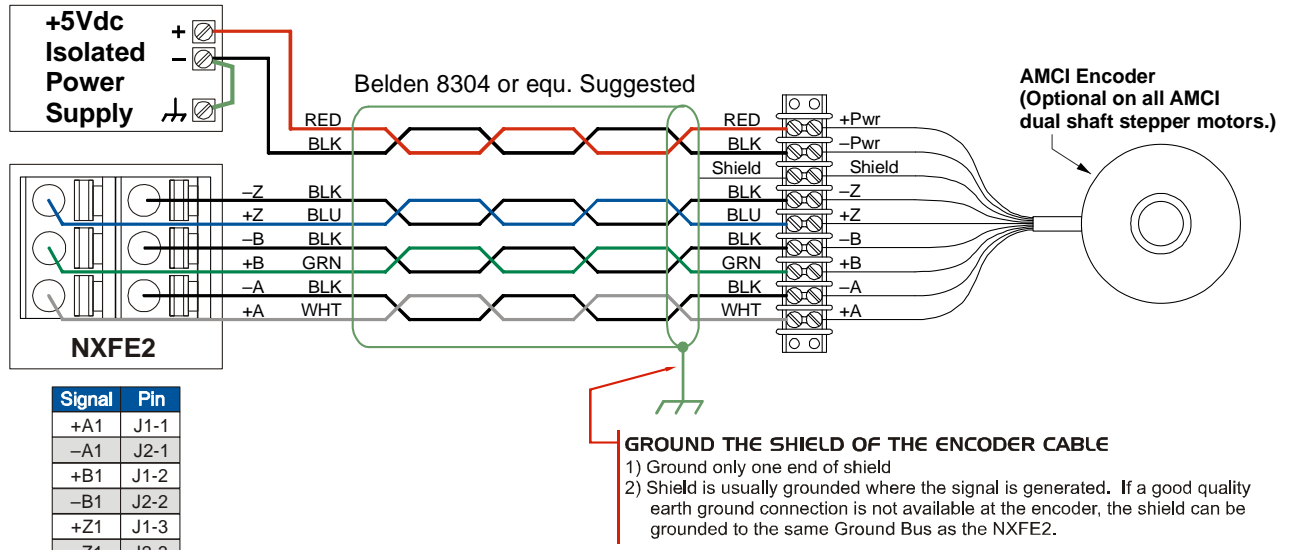 +5Vdc
Isolated
Power
Supply
+
–
Belden 8304 or equ. Suggested
AMCI Encoder
(Optional on all AMCI
dual shaft stepper motors.)
RED
BLK
RED
BLK
Shield
+Pwr
–Pwr
Shield
–Z BLK
+Z BLU
–B BLK
+B GRN
–A BLK
+A WHT
BLK –Z
BLU +Z
BLK –B
GRN +B
BLK –A
WHT +A
NXFE2
Signal Pin
+A1 J1-1
–A1 J2-1
+B1 J1-2
–B1 J2-2
+Z1 J1-3
GROUND THE SHIELD OF THE ENCODER CABLE
1) Ground only one end of shield
2) Shield is usually grounded where the signal is generated. If a good quality
earth ground connection is not available at the encoder, the shield can be
grounded to the same Ground Bus as the NXFE2.